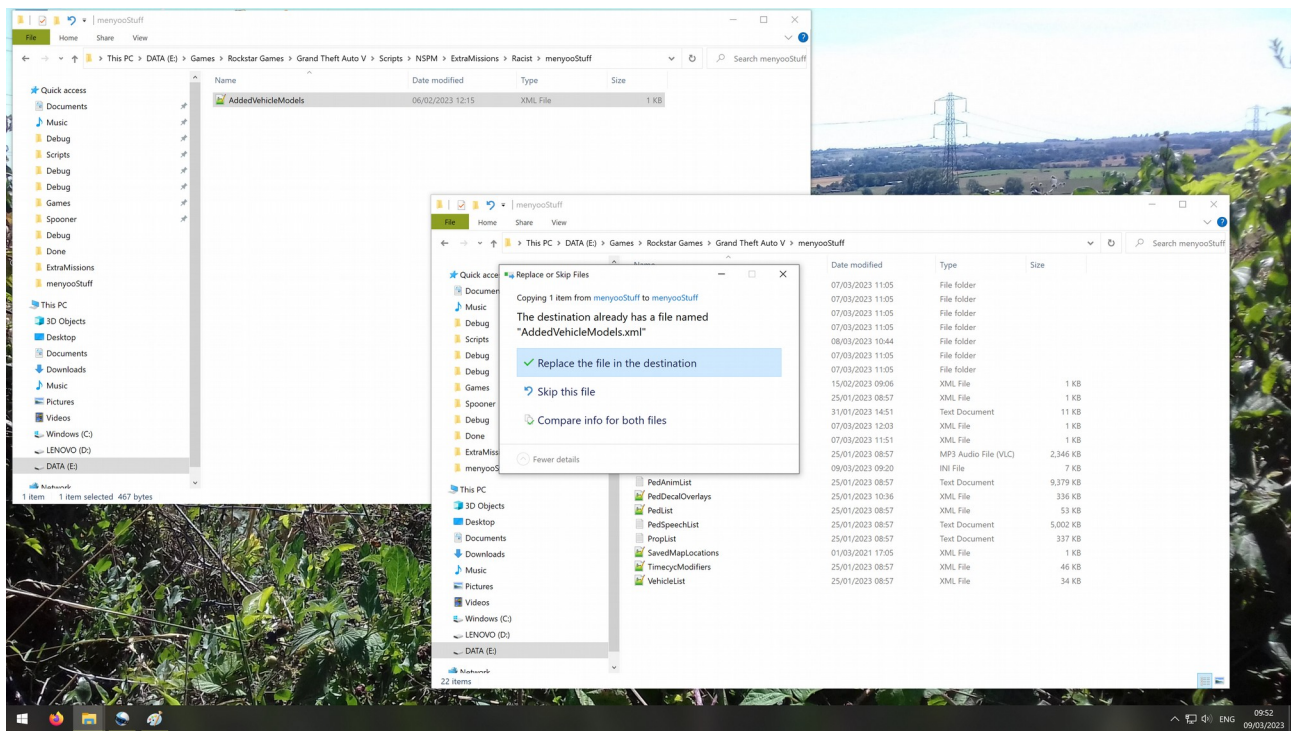 menyooStuff
File Home Share View
This PC > DATA (E:) > Games > Rockstar Games > Grand Theft Auto V > Scripts > NSPM > ExtraMissions > Racist > menyooStuff
Search menyooStuff
Name Date modified Type Size
AddedVehicleModels 06/02/2023 12:15 XML File 1 KB
Quick access
Documents
Music
Debug
Scripts
Debug
Debug
Games
Spooner
Debug
Done
ExtraMissions
menyooStuff
This PC
3D Objects
Desktop
Documents
Downloads
Music
Pictures
Videos
Windows (C:)
LENOVO (D:)
DATA (E:)
Network
1 item 1 item selected 467 bytes
menyooStuff
File Home Share View
This PC > DATA (E:) > Games > Rockstar Games > Grand Theft Auto V > menyooStuff
Search menyooStuff
Name Date modified Type Size
Quick acce
Documen
Music
Debug
Scripts
Debug
Debug
Games
Spooner
Debug
Done
ExtraMiss
menyooS
This PC
3D Objects
Desktop
Documents
Downloads
Music
Pictures
Videos
Windows (C:)
LENOVO (D:)
DATA (E:)
Network
07/03/2023 11:05 File folder
07/03/2023 11:05 File folder
07/03/2023 11:05 File folder
07/03/2023 11:05 File folder
08/03/2023 10:44 File folder
07/03/2023 11:05 File folder
07/03/2023 11:05 File folder
15/02/2023 09:06 XML File 1 KB
25/01/2023 08:57 XML File 1 KB
31/01/2023 14:51 Text Document 11 KB
07/03/2023 12:03 XML File 1 KB
07/03/2023 11:51 XML File 1 KB
25/01/2023 08:57 MP3 Audio File (VLC) 2,346 KB
09/03/2023 09:20 INI File 7 KB
PedAnimList 25/01/2023 08:57 Text Document 9,379 KB
PedDecalOverlays 25/01/2023 10:36 XML File 336 KB
PedList 25/01/2023 08:57 XML File 53 KB
PedSpeechList 25/01/2023 08:57 Text Document 5,002 KB
PropList 25/01/2023 08:57 Text Document 337 KB
SavedMapLocations 01/03/2021 17:05 XML File 1 KB
TimecycModifiers 25/01/2023 08:57 XML File 46 KB
VehicleList 25/01/2023 08:57 XML File 34 KB
22 items
Replace or Skip Files
Copying 1 item from menyooStuff to menyooStuff
The destination already has a file named
"AddedVehicleModels.xml"
Replace the file in the destination
Skip this file
Compare info for both files
Fewer details
ENG
09:52
09/03/2023